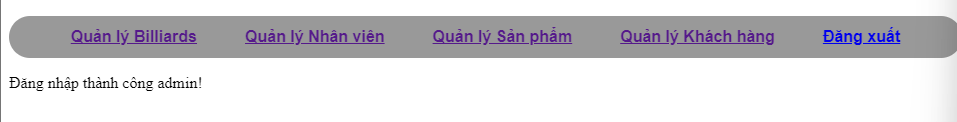 Quản lý Billiards Quản lý Nhân viên Quản lý Sản phẩm Quản lý Khách hàng Đăng xuất
Đăng nhập thành công admin!